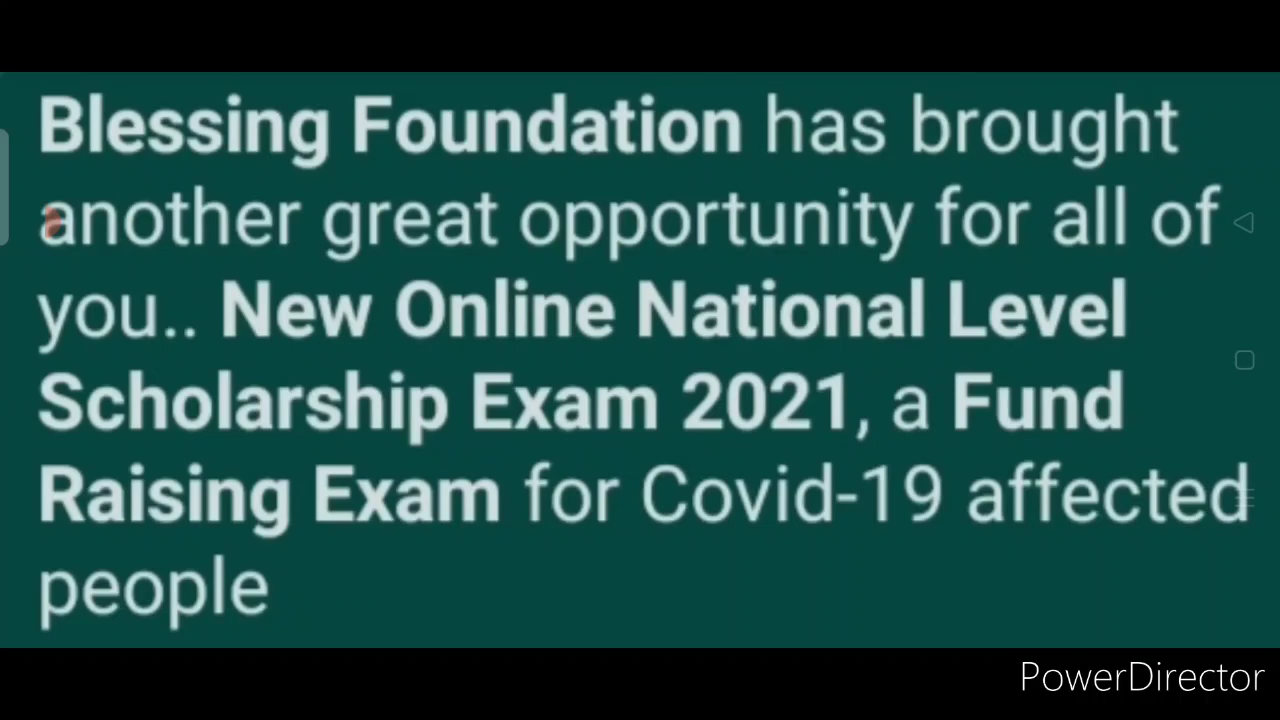 Blessing Foundation has brought
another great opportunity for all of
you.. New Online National Level
Scholarship Exam 2021, a Fund
Raising Exam for Covid-19 affected
people
PowerDirector